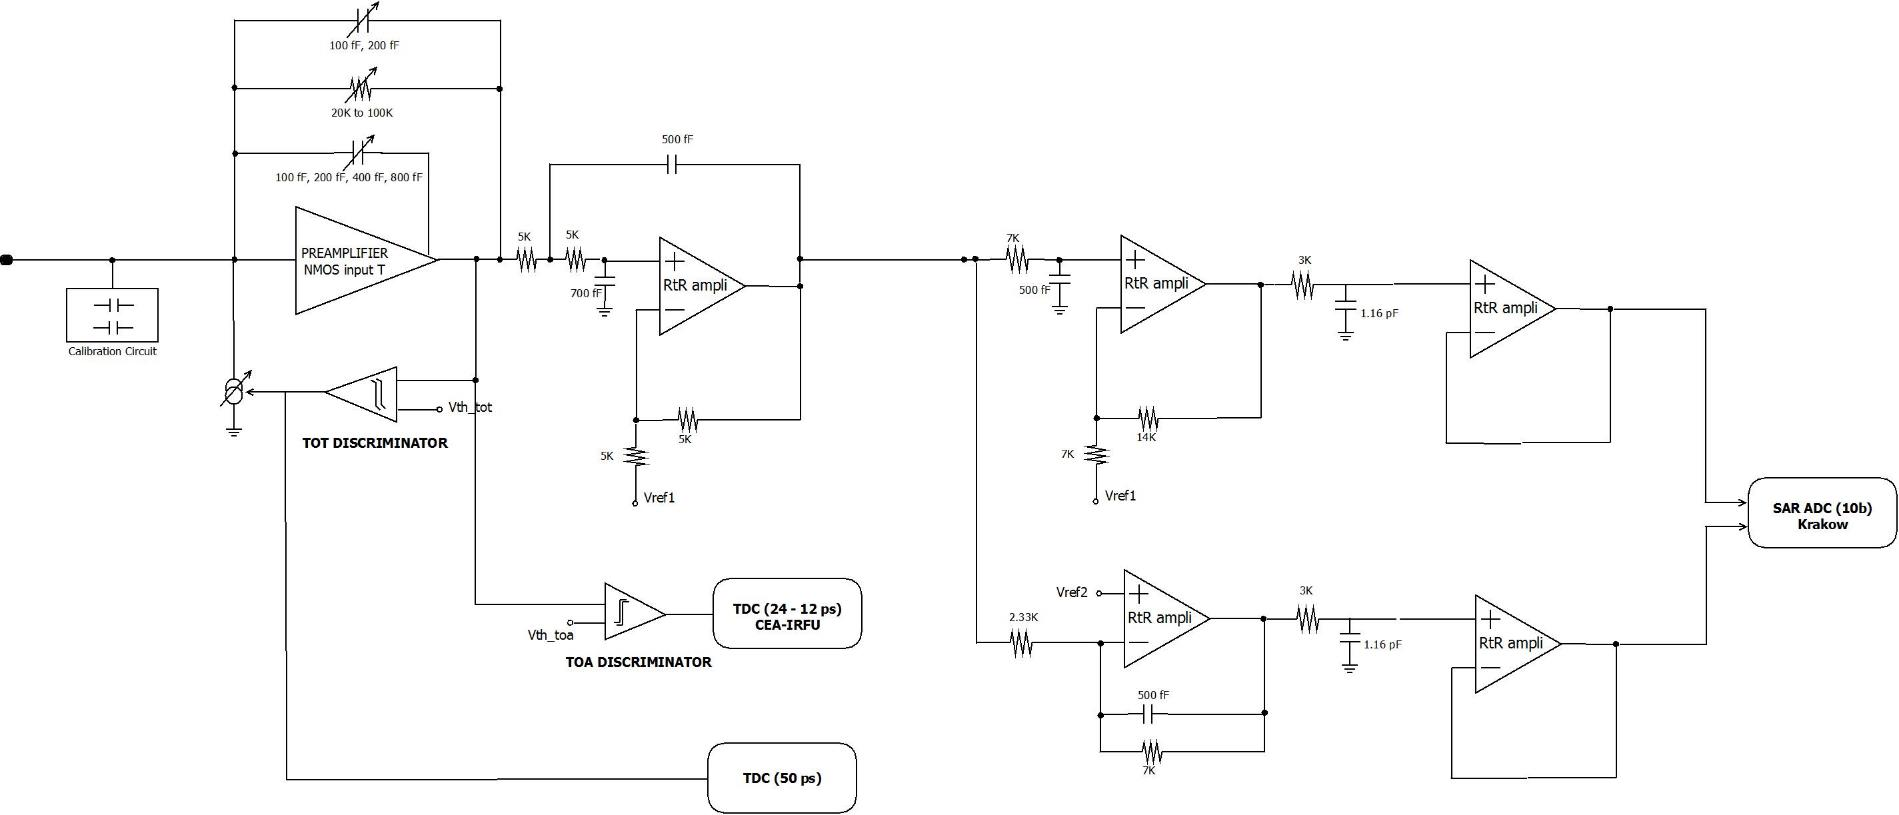 100 fF, 200 fF
20K to 100K
100 fF, 200 fF, 400 fF, 800 fF
PREAMPLIFIER
NMOS input T
Calibration Circuit
Vth_tot
TOT DISCRIMINATOR
5K
5K
500 fF
700 fF
RtR ampli
5K
5K
Vref1
Vth_toa
TOA DISCRIMINATOR
TDC (24 - 12 ps)
CEA-IRFU
TDC (50 ps)
7K
500 fF
RtR ampli
14K
7K
Vref1
3K
1.16 pF
RtR ampli
Vref2
2.33K
RtR ampli
500 fF
7K
3K
1.16 pF
RtR ampli
SAR ADC (10b)
Krakow